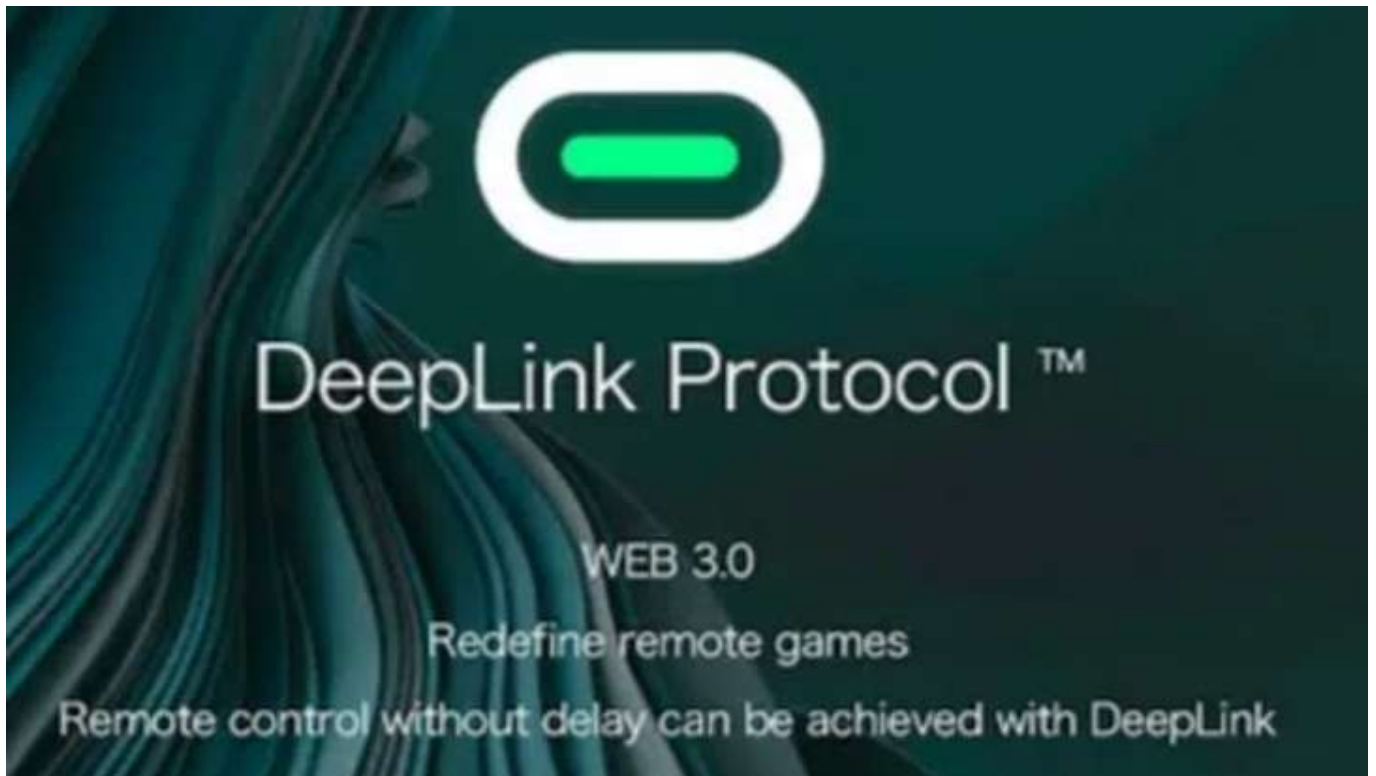 DeepLink Protocol ™
WEB 3.0
Redefine remote games
Remote control without delay can be achieved with DeepLink